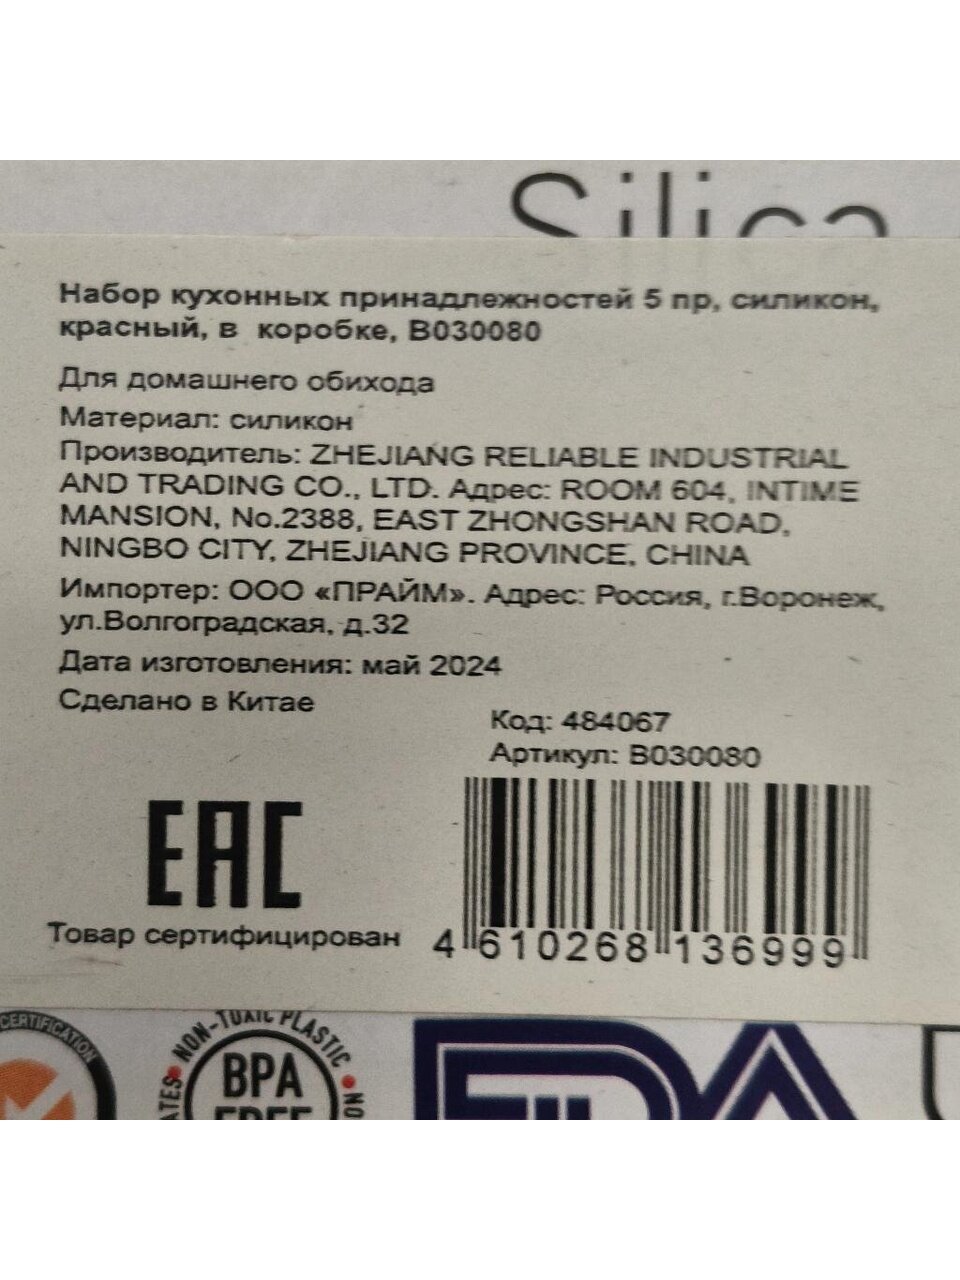 Набор кухонных принадлежностей 5 пр, силикон,
красный, в коробке, B030080
Для домашнего обихода
Материал: силикон
Производитель: ZHEJIANG RELIABLE INDUSTRIAL
AND TRADING CO., LTD. Адрес: ROOM 604, INTIME
MANSION, No.2388, EAST ZHONGSHAN ROAD,
NINGBO CITY, ZHEJIANG PROVINCE, CHINA
Импортер: ООО «ПРАЙМ». Адрес: Россия, г.Воронеж,
ул.Волгоградская, д.32
Дата изготовления: май 2024
Сделано в Китае
Код: 484067
Артикул: B030080
EAC
Товар сертифицирован
4 610268 136999
CERTIFICATION
NON-TOXIC PLASTIC
BPA
FREE
FDA